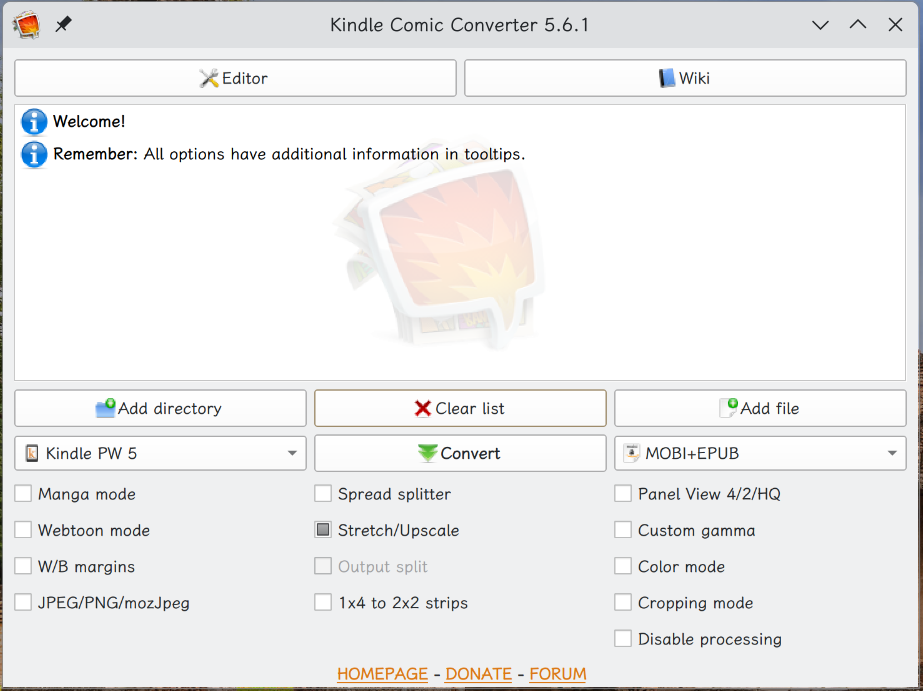 Kindle Comic Converter 5.6.1
Editor
Wiki
Welcome!
Remember: All options have additional information in tooltips.
Add directory
Clear list
Add file
Kindle PW 5
Convert
MOBI+EPUB
Manga mode
Spread splitter
Panel View 4/2/HQ
Webtoon mode
Stretch/Upscale
Custom gamma
W/B margins
Output split
Color mode
JPEG/PNG/mozJpeg
1x4 to 2x2 strips
Cropping mode
Disable processing
HOMEPAGE - DONATE - FORUM